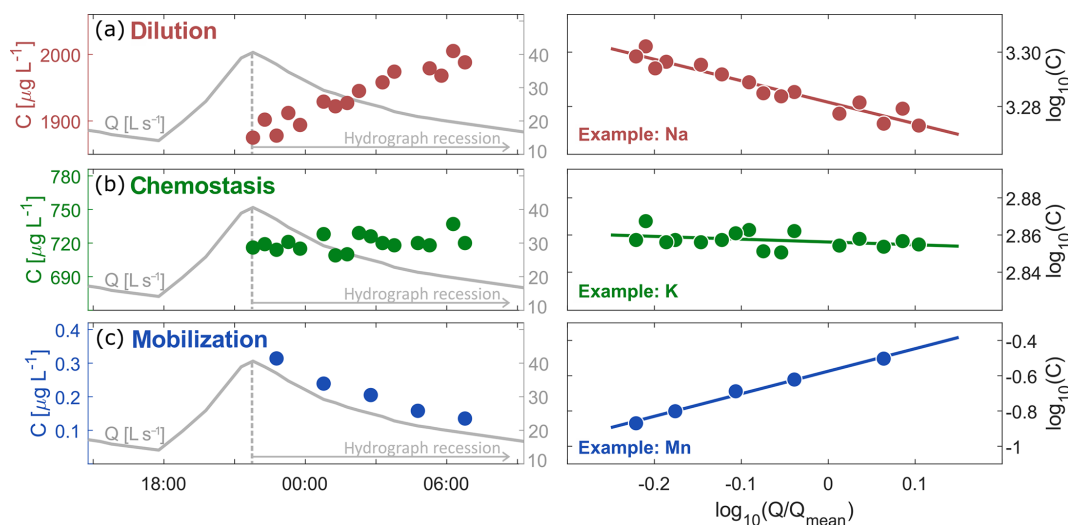 (a) Dilution
C [µg L⁻¹]
2000
1900
Q [L s⁻¹]
Hydrograph recession
40
30
20
10
Example: Na
3.30
3.28
log₁₀(C)
(b) Chemostasis
C [µg L⁻¹]
780
750
720
690
Q [L s⁻¹]
Hydrograph recession
40
30
20
10
Example: K
2.88
2.86
2.84
log₁₀(C)
(c) Mobilization
C [µg L⁻¹]
0.4
0.3
0.2
0.1
Q [L s⁻¹]
Hydrograph recession
40
30
20
10
Example: Mn
-0.4
-0.6
-0.8
-1
log₁₀(C)
18:00 00:00 06:00
-0.2 -0.1 0 0.1
log₁₀(Q/Qₘₑₐₙ)